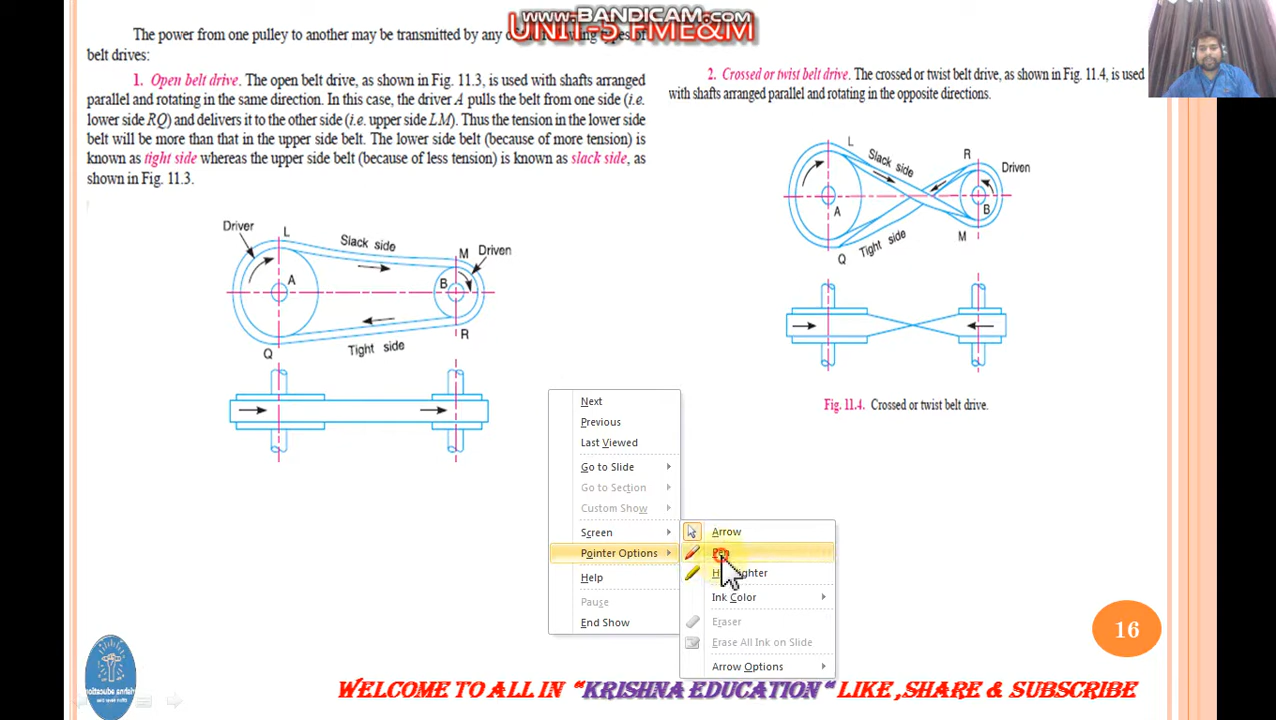 www.BANDICAM.com
UNIT-5 FME&M
The power from one pulley to another may be transmitted by any types of
belt drives:
1. Open belt drive. The open belt drive, as shown in Fig. 11.3, is used with shafts arranged
parallel and rotating in the same direction. In this case, the driver A pulls the belt from one side (i.e.
lower side RQ) and delivers it to the other side (i.e. upper side LM). Thus the tension in the lower side
belt will be more than that in the upper side belt. The lower side belt (because of more tension) is
known as tight side whereas the upper side belt (because of less tension) is known as slack side, as
shown in Fig. 11.3.
Driver
L
Slack side
M
Driven
A
B
Q
Tight side
R
2. Crossed or twist belt drive. The crossed or twist belt drive, as shown in Fig. 11.4, is used
with shafts arranged parallel and rotating in the opposite directions.
L
Slack side
R
Driven
A
B
Q
Tight side
M
Fig. 11.4. Crossed or twist belt drive.
Next
Previous
Last Viewed
Go to Slide
Go to Section
Custom Show
Screen
Pointer Options
Help
Pause
End Show
Arrow
Pen
Ink Color
Eraser
Erase All Ink on Slide
Arrow Options
16
WELCOME TO ALL IN “KRISHNA EDUCATION“ LIKE ,SHARE & SUBSCRIBE